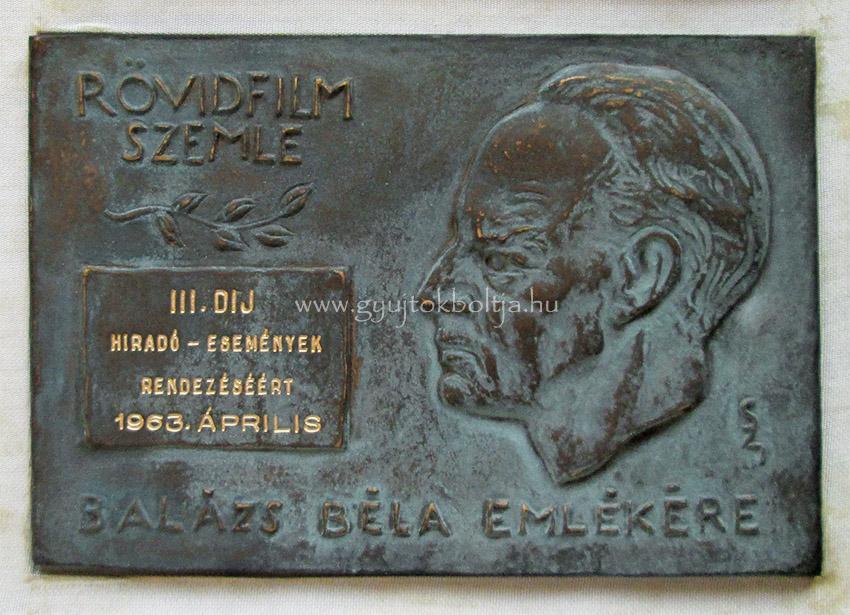 RÖVIDFILM
SZEMLE
III. DIJ
HIRADÓ - ESEMÉNYEK
RENDEZÉSÉÉRT
1963. ÁPRILIS
www.gyujtokboltja.hu
BALÁZS BÉLA EMLÉKÉRE